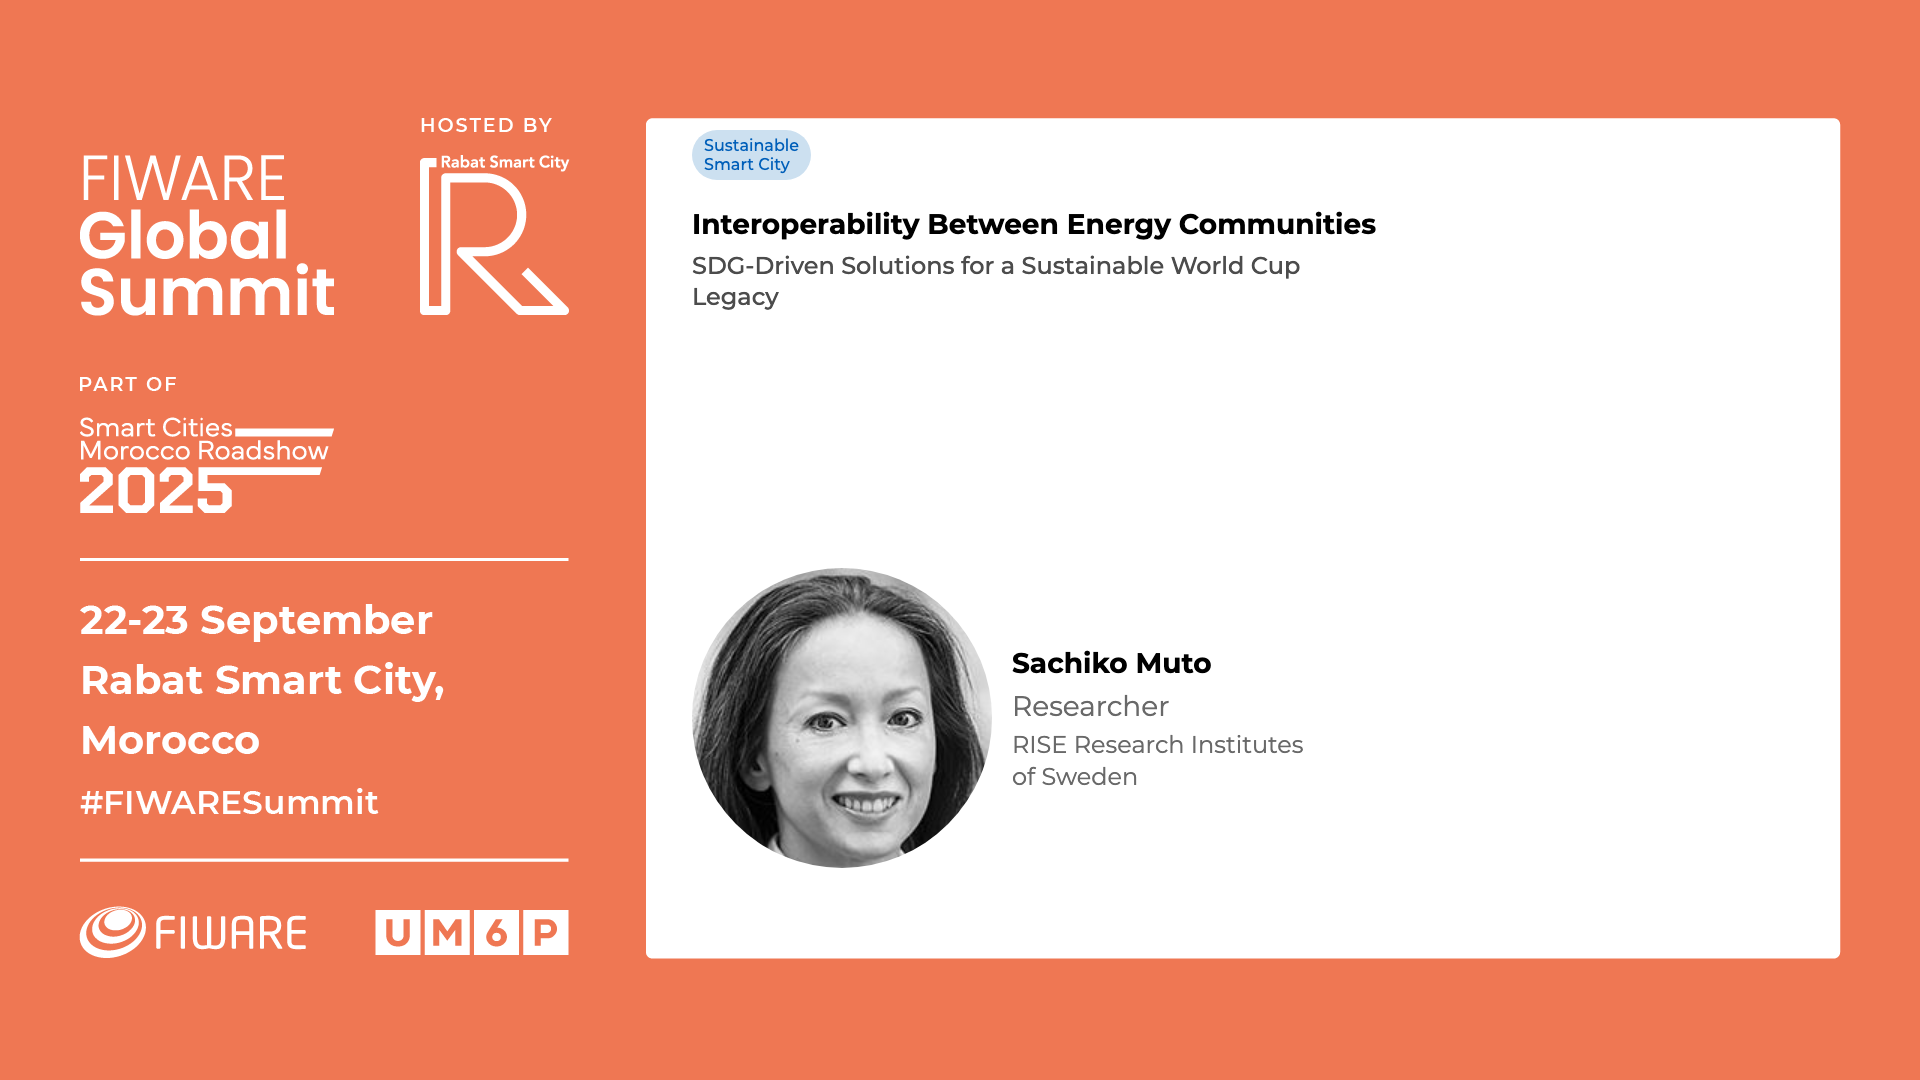 FIWARE
Global
Summit
HOSTED BY
Rabat Smart City
R
PART OF
Smart Cities
Morocco Roadshow
2025
22-23 September
Rabat Smart City,
Morocco
#FIWARESummit
FIWARE
UM6P
Sustainable
Smart City
Interoperability Between Energy Communities
SDG-Driven Solutions for a Sustainable World Cup
Legacy
Sachiko Muto
Researcher
RISE Research Institutes
of Sweden